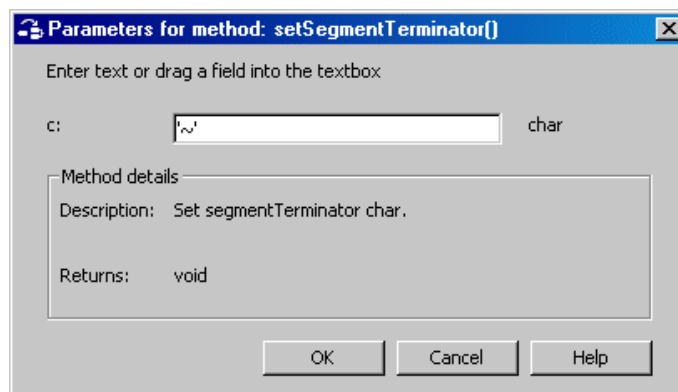 Parameters for method: setSegmentTerminator()
Enter text or drag a field into the textbox
c: '~' char
Method details
Description: Set segmentTerminator char.
Returns: void
OK Cancel Help